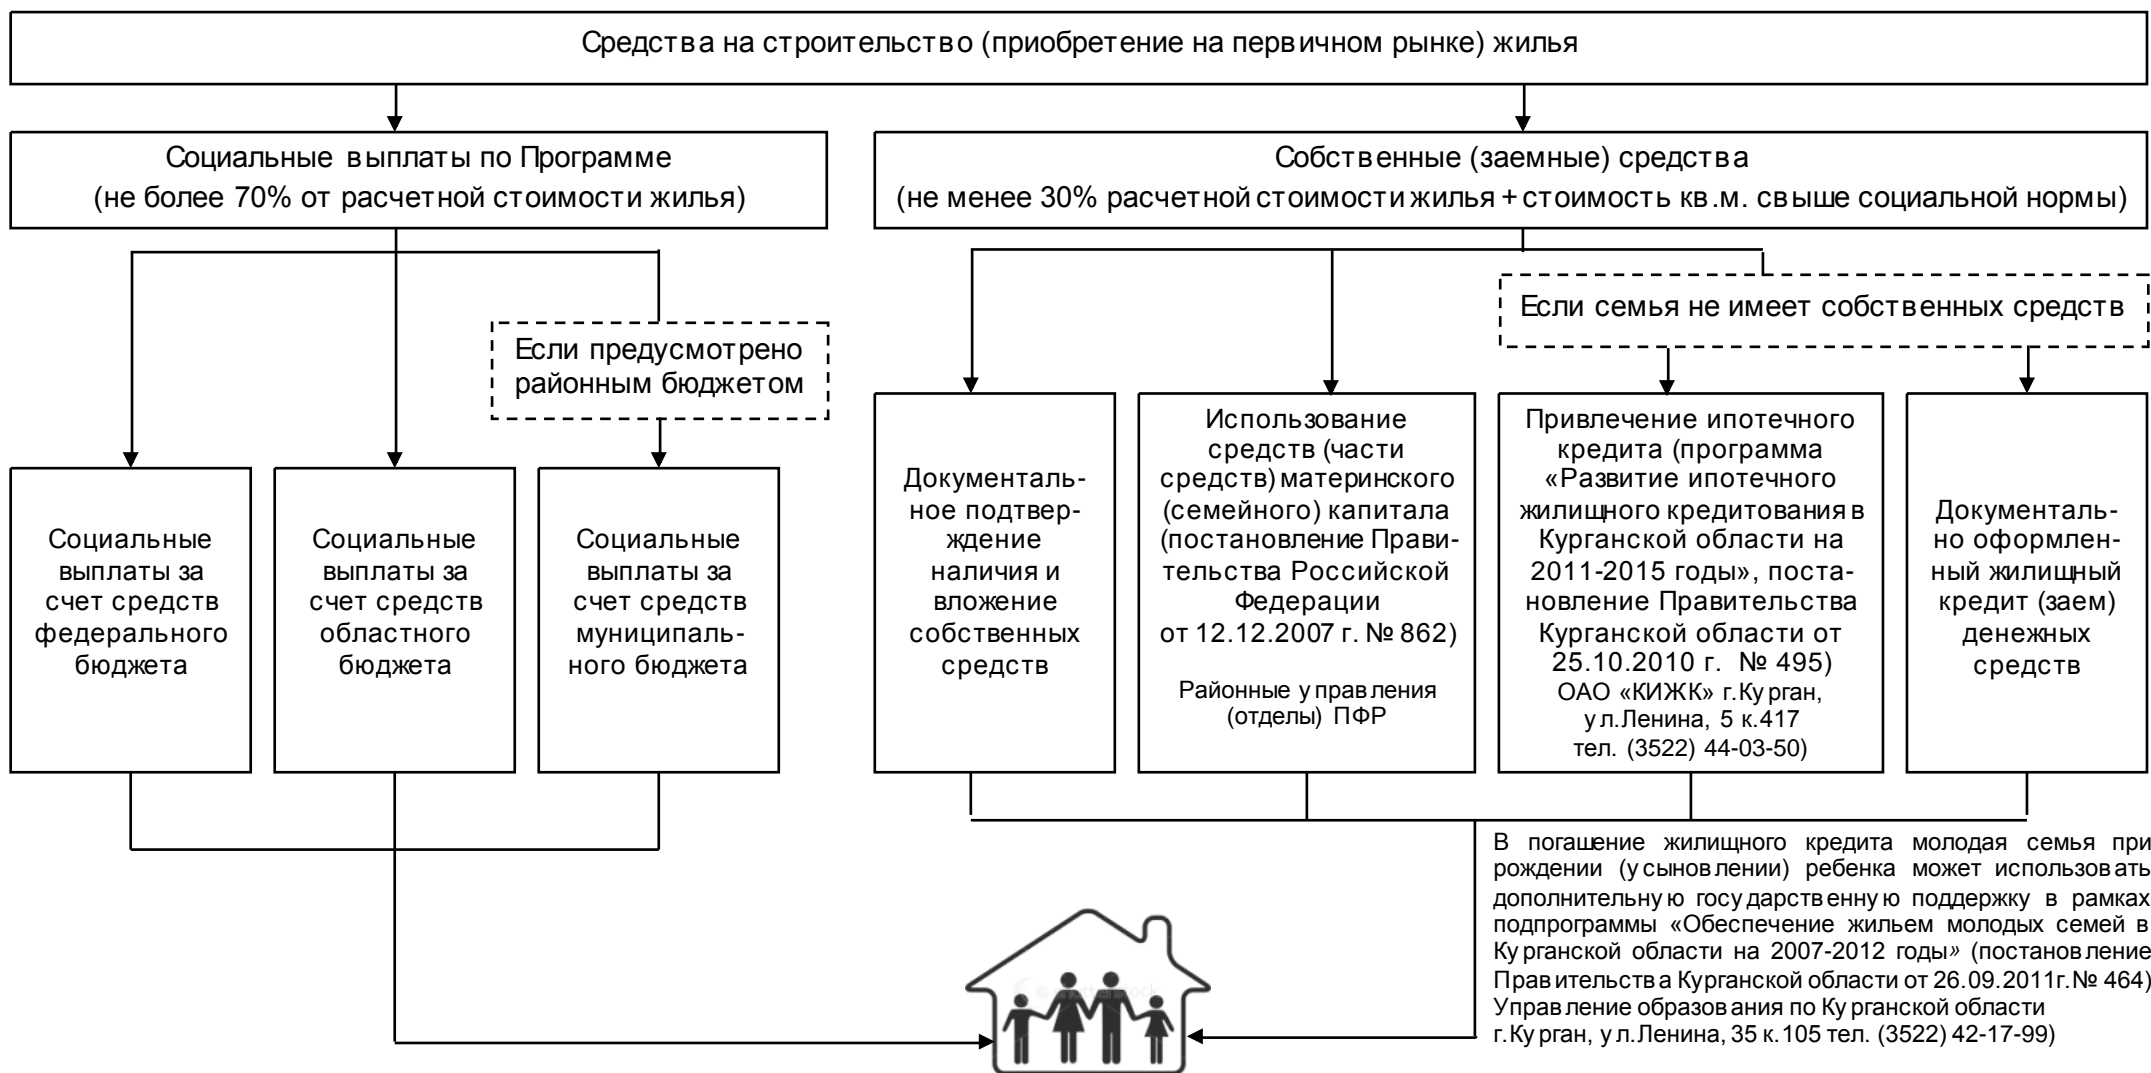 Средства на строительство (приобретение на первичном рынке) жилья
Социальные выплаты по Программе
(не более 70% от расчетной стоимости жилья)
Собственные (заемные) средства
(не менее 30% расчетной стоимости жилья + стоимость кв.м. свыше социальной нормы)
Если предусмотрено
районным бюджетом
Если семья не имеет собственных средств
Социальные
выплаты за
счет средств
федерального
бюджета
Социальные
выплаты за
счет средств
областного
бюджета
Социальные
выплаты за
счет средств
муниципаль-
ного бюджета
Документаль-
ное подтвер-
ждение
наличия и
вложение
собственных
средств
Использование
средств (части
средств) материнского
(семейного) капитала
(постановление Прави-
тельства Российской
Федерации
от 12.12.2007 г. № 862)
Районные управления
(отделы) ПФР
Привлечение ипотечного
кредита (программа
«Развитие ипотечного
жилищного кредитования в
Курганской области на
2011-2015 годы», поста-
новление Правительства
Курганской области от
25.10.2010 г. № 495)
ОАО «КИЖК» г.Курган,
ул.Ленина, 5 к.417
тел. (3522) 44-03-50)
Документаль-
но оформлен-
ный жилищный
кредит (заем)
денежных
средств
В погашение жилищного кредита молодая семья при
рождении (усыновлении) ребенка может использовать
дополнительную государственную поддержку в рамках
подпрограммы «Обеспечение жильем молодых семей в
Курганской области на 2007-2012 годы» (постановление
Правительства Курганской области от 26.09.2011г.№ 464)
Управление образования по Курганской области
г.Курган, ул.Ленина, 35 к.105 тел. (3522) 42-17-99)